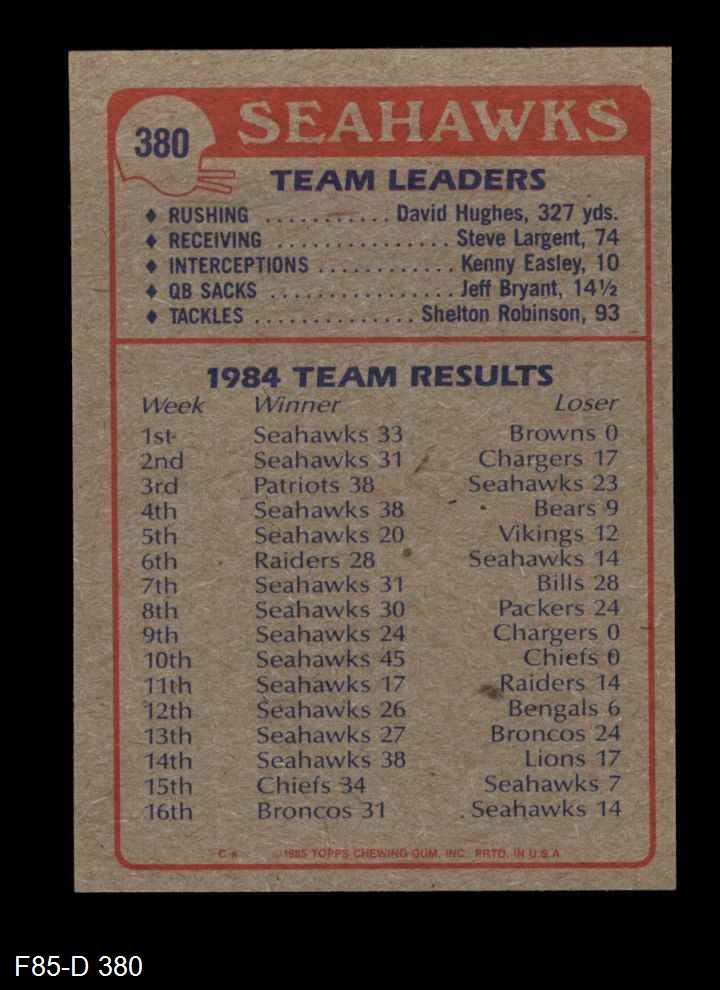 380
SEAHAWKS
TEAM LEADERS
♦ RUSHING ........... David Hughes, 327 yds.
♦ RECEIVING ............... Steve Largent, 74
♦ INTERCEPTIONS ............ Kenny Easley, 10
♦ QB SACKS ................. Jeff Bryant, 14½
♦ TACKLES .............. Shelton Robinson, 93
1984 TEAM RESULTS
Week Winner Loser
1st Seahawks 33 Browns 0
2nd Seahawks 31 Chargers 17
3rd Patriots 38 Seahawks 23
4th Seahawks 38 Bears 9
5th Seahawks 20 Vikings 12
6th Raiders 28 Seahawks 14
7th Seahawks 31 Bills 28
8th Seahawks 30 Packers 24
9th Seahawks 24 Chargers 0
10th Seahawks 45 Chiefs 0
11th Seahawks 17 Raiders 14
12th Seahawks 26 Bengals 6
13th Seahawks 27 Broncos 24
14th Seahawks 38 Lions 17
15th Chiefs 34 Seahawks 7
16th Broncos 31 Seahawks 14
©1985 TOPPS CHEWING GUM, INC. PRTD. IN U.S.A
F85-D 380